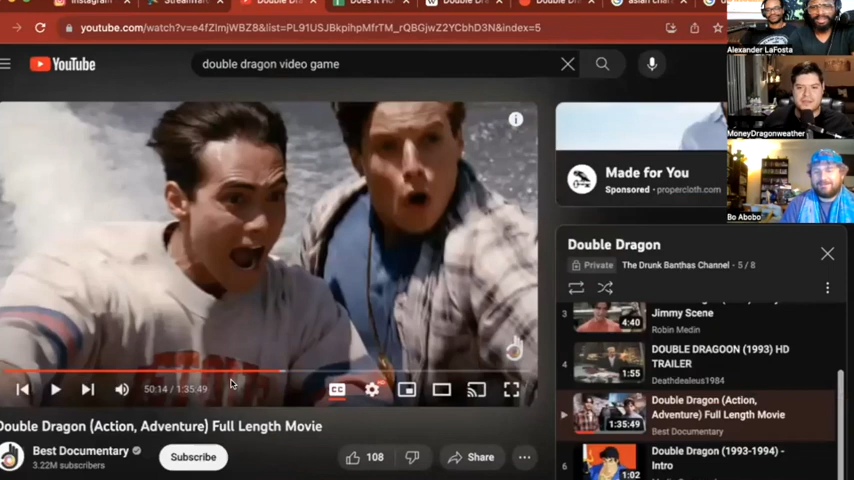 Instagram
StreamYar
Double Dra
Does It Ho
Double Dra
Double Dra
asian cha
youtube.com/watch?v=e4fZlmjWBZ8&list=PL91USJBkpihpMfrTM_rQBGjwZ2YCbhD3N&index=5
YouTube
double dragon video game
Alexander LaFosta
MoneyDragonweather
Bo Abobo
Made for You
Sponsored · propercloth.com
Double Dragon
Private
The Drunk Banthas Channel - 5 / 8
3
Jimmy Scene
Robin Medin
4:40
4
DOUBLE DRAGOON (1993) HD
TRAILER
Deathdealeus1984
1:55
Double Dragon (Action,
Adventure) Full Length Movie
Best Documentary
1:35:49
6
Double Dragon (1993-1994) -
Intro
1:02
50:14 / 1:35:49
CC
Double Dragon (Action, Adventure) Full Length Movie
Best Documentary
3.22M subscribers
Subscribe
108
Share